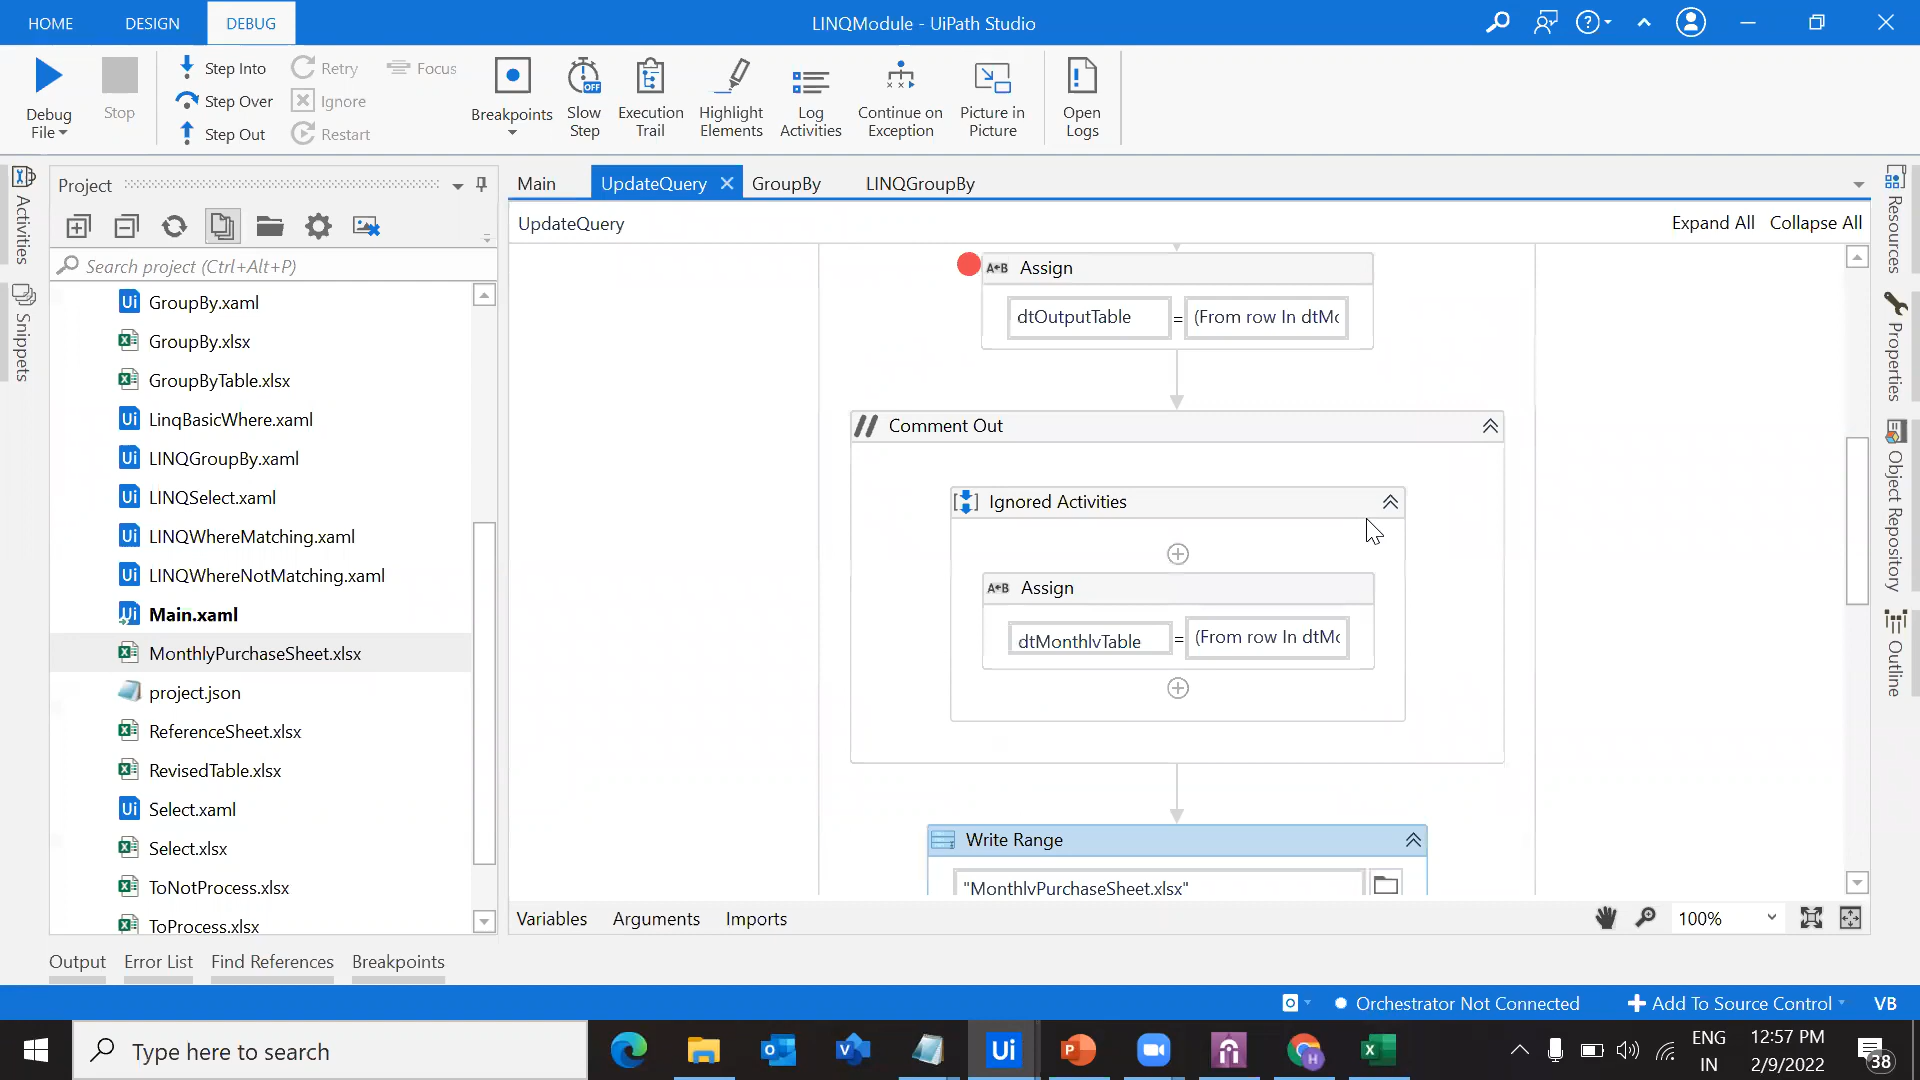 HOME DESIGN DEBUG LINQModule - UiPath Studio
Debug File
Stop
Step Into
Step Over
Step Out
Retry
Ignore
Restart
Focus
Breakpoints
OFF
Slow Step
Execution Trail
Highlight Elements
Log Activities
Continue on Exception
Picture in Picture
Open Logs
Activities
Snippets
Project
Search project (Ctrl+Alt+P)
GroupBy.xaml
GroupBy.xlsx
GroupByTable.xlsx
LinqBasicWhere.xaml
LINQGroupBy.xaml
LINQSelect.xaml
LINQWhereMatching.xaml
LINQWhereNotMatching.xaml
Main.xaml
MonthlyPurchaseSheet.xlsx
project.json
ReferenceSheet.xlsx
RevisedTable.xlsx
Select.xaml
Select.xlsx
ToNotProcess.xlsx
ToProcess.xlsx
Main UpdateQuery GroupBy LINQGroupBy
UpdateQuery Expand All Collapse All
A+B Assign
dtOutputTable = (From row In dtMo
// Comment Out
Ignored Activities
A+B Assign
dtMonthlyTable = (From row In dtMo
Write Range
"MonthlyPurchaseSheet.xlsx"
Variables Arguments Imports 100%
Resources
Properties
Object Repository
Outline
Output Error List Find References Breakpoints
Orchestrator Not Connected Add To Source Control VB
Type here to search
Ui
ENG
IN
12:57 PM
2/9/2022
38